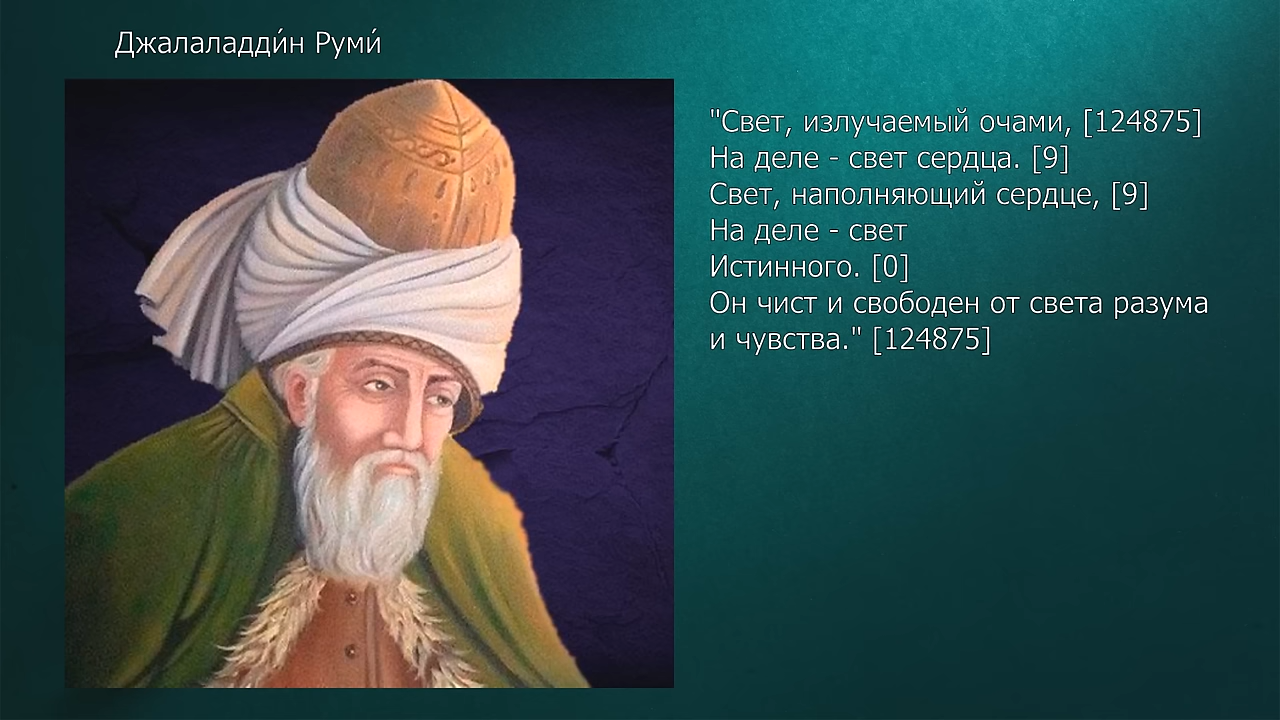 Джалаладди́н Руми́
"Свет, излучаемый очами, [124875]
На деле - свет сердца. [9]
Свет, наполняющий сердце, [9]
На деле - свет
Истинного. [0]
Он чист и свободен от света разума
и чувства." [124875]